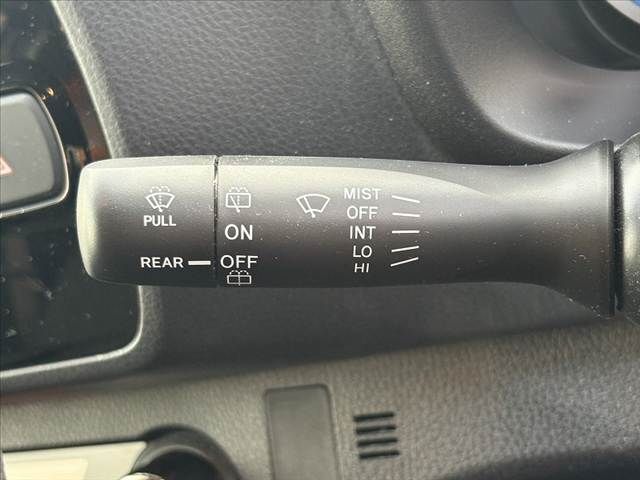 PULL
REAR
ON
OFF
MIST
OFF
INT
LO
HI